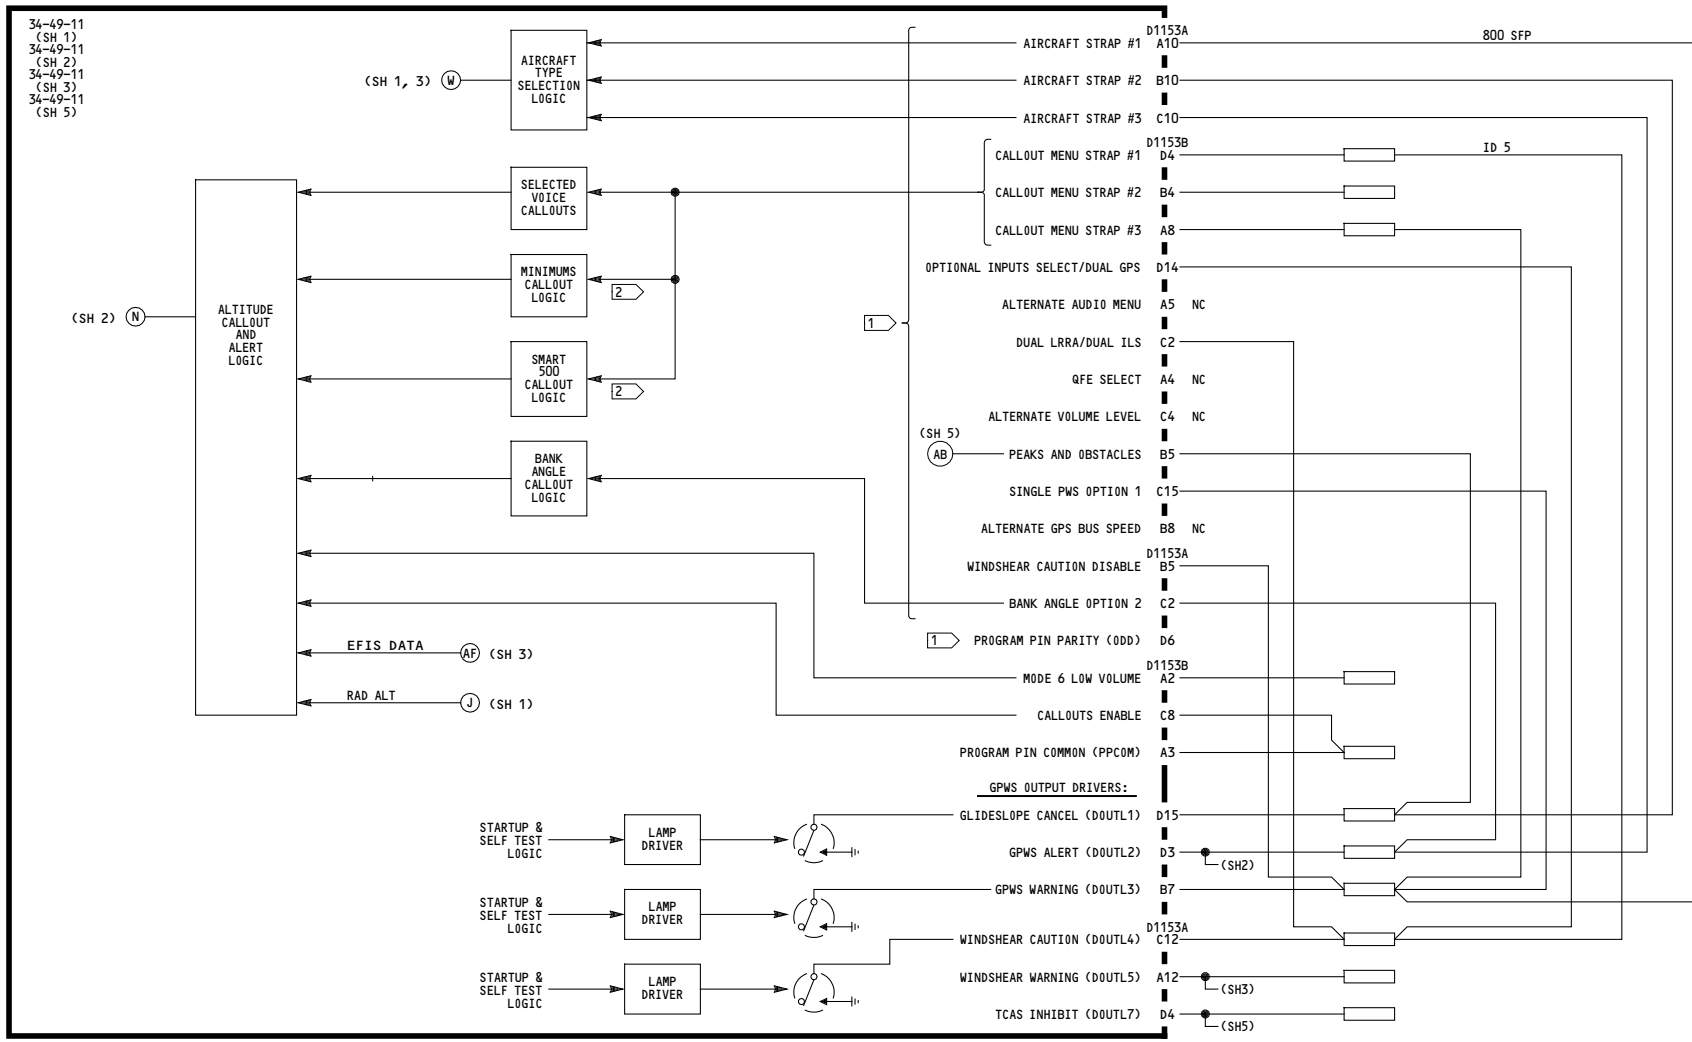 34-49-11
(SH 1)
34-49-11
(SH 2)
34-49-11
(SH 3)
34-49-11
(SH 5)
(SH 1, 3) W
AIRCRAFT
TYPE
SELECTION
LOGIC
SELECTED
VOICE
CALLOUTS
MINIMUMS
CALLOUT
LOGIC
2
SMART
500
CALLOUT
LOGIC
2
BANK
ANGLE
CALLOUT
LOGIC
(SH 2) N
ALTITUDE
CALLOUT
AND
ALERT
LOGIC
EFIS DATA AF (SH 3)
RAD ALT J (SH 1)
1
D1153A
AIRCRAFT STRAP #1 A10 800 SFP
AIRCRAFT STRAP #2 B10
AIRCRAFT STRAP #3 C10
D1153B
CALLOUT MENU STRAP #1 D4 ID 5
CALLOUT MENU STRAP #2 B4
CALLOUT MENU STRAP #3 A8
OPTIONAL INPUTS SELECT/DUAL GPS D14
ALTERNATE AUDIO MENU A5 NC
DUAL LRRA/DUAL ILS C2
QFE SELECT A4 NC
ALTERNATE VOLUME LEVEL C4 NC
(SH 5)
AB PEAKS AND OBSTACLES B5
SINGLE PWS OPTION 1 C15
ALTERNATE GPS BUS SPEED B8 NC
D1153A
WINDSHEAR CAUTION DISABLE B5
BANK ANGLE OPTION 2 C2
1 PROGRAM PIN PARITY (ODD) D6
D1153B
MODE 6 LOW VOLUME A2
CALLOUTS ENABLE C8
PROGRAM PIN COMMON (PPCOM) A3
GPWS OUTPUT DRIVERS:
GLIDESLOPE CANCEL (DOUTL1) D15
GPWS ALERT (DOUTL2) D3
(SH2)
GPWS WARNING (DOUTL3) B7
D1153A
WINDSHEAR CAUTION (DOUTL4) C12
WINDSHEAR WARNING (DOUTL5) A12
(SH3)
TCAS INHIBIT (DOUTL7) D4
(SH5)
STARTUP &
SELF TEST
LOGIC
LAMP
DRIVER
STARTUP &
SELF TEST
LOGIC
LAMP
DRIVER
STARTUP &
SELF TEST
LOGIC
LAMP
DRIVER